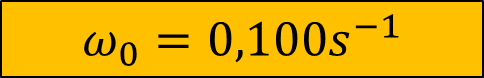 ω₀ = 0,100s⁻¹